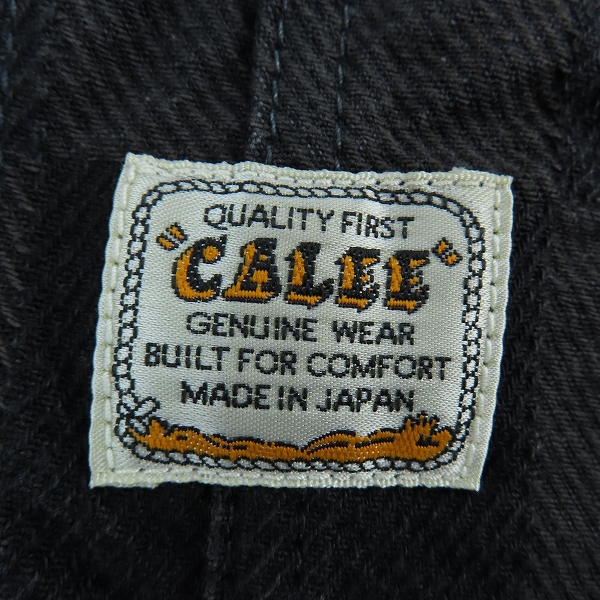 QUALITY FIRST
"CALEE"
GENUINE WEAR
BUILT FOR COMFORT
MADE IN JAPAN